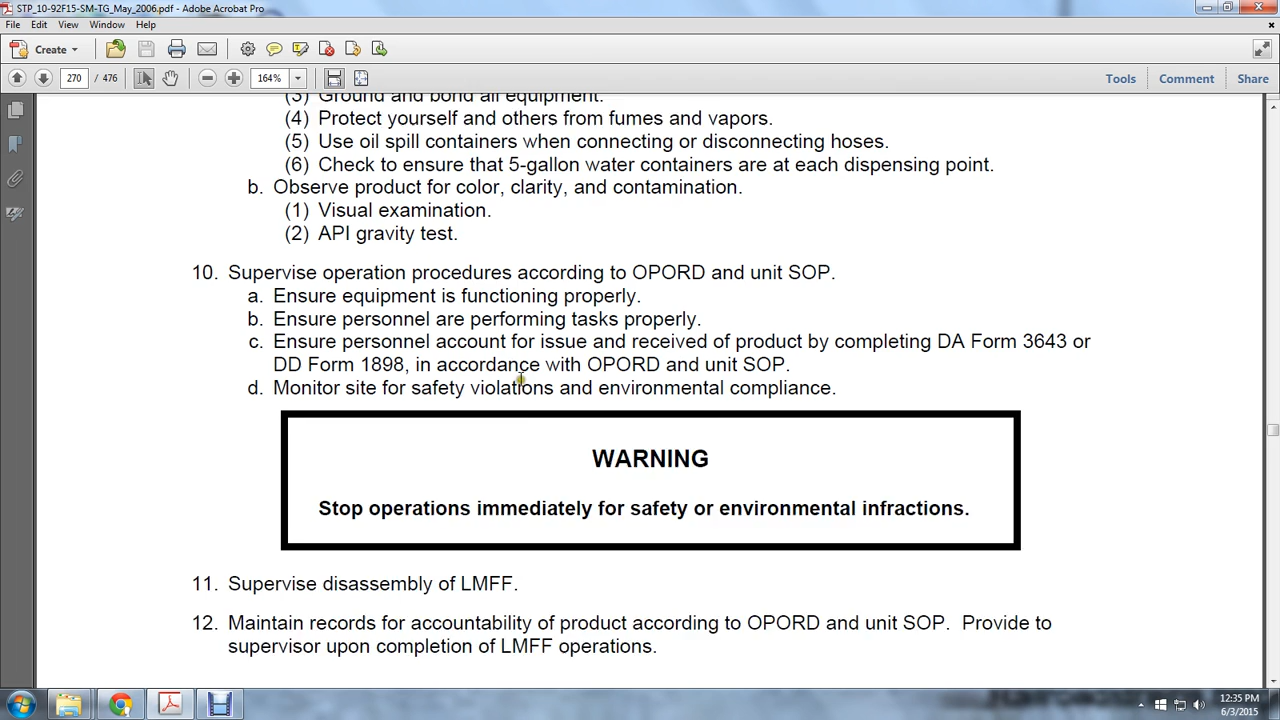 STP_10-92F15-SM-TG_May_2006.pdf - Adobe Acrobat Pro
File Edit View Window Help
Create
270 / 476 164% Tools Comment Share
(3) Ground and bond all equipment.
(4) Protect yourself and others from fumes and vapors.
(5) Use oil spill containers when connecting or disconnecting hoses.
(6) Check to ensure that 5-gallon water containers are at each dispensing point.
b. Observe product for color, clarity, and contamination.
(1) Visual examination.
(2) API gravity test.
10. Supervise operation procedures according to OPORD and unit SOP.
a. Ensure equipment is functioning properly.
b. Ensure personnel are performing tasks properly.
c. Ensure personnel account for issue and received of product by completing DA Form 3643 or
DD Form 1898, in accordance with OPORD and unit SOP.
d. Monitor site for safety violations and environmental compliance.
WARNING
Stop operations immediately for safety or environmental infractions.
11. Supervise disassembly of LMFF.
12. Maintain records for accountability of product according to OPORD and unit SOP. Provide to
supervisor upon completion of LMFF operations.
12:35 PM
6/3/2015